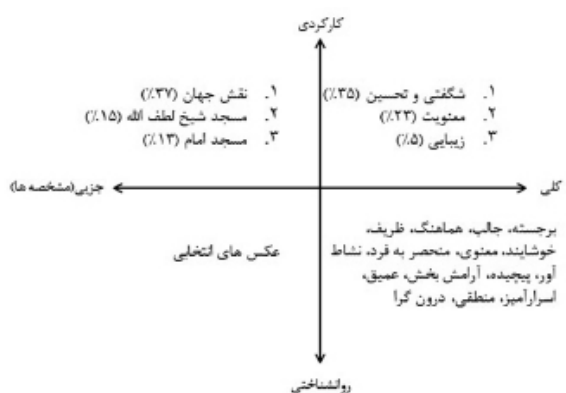 کارکردی
۱. شگفتی و تحسین (۳۵٪)
۲. معنویت (۲۳٪)
۳. زیبایی (۵٪)
۱. نقش جهان (۳۷٪)
۲. مسجد شیخ لطف الله (۱۵٪)
۳. مسجد امام (۱۳٪)
کلی
جزیی(مشخصه ها)
برجسته، جالب، هماهنگ، ظریف،
خوشایند، معنوی، منحصر به فرد، نشاط
آور، پیچیده، آرامش بخش، عمیق،
اسرارآمیز، منطقی، درون گرا
عکس های انتخابی
روانشناختی